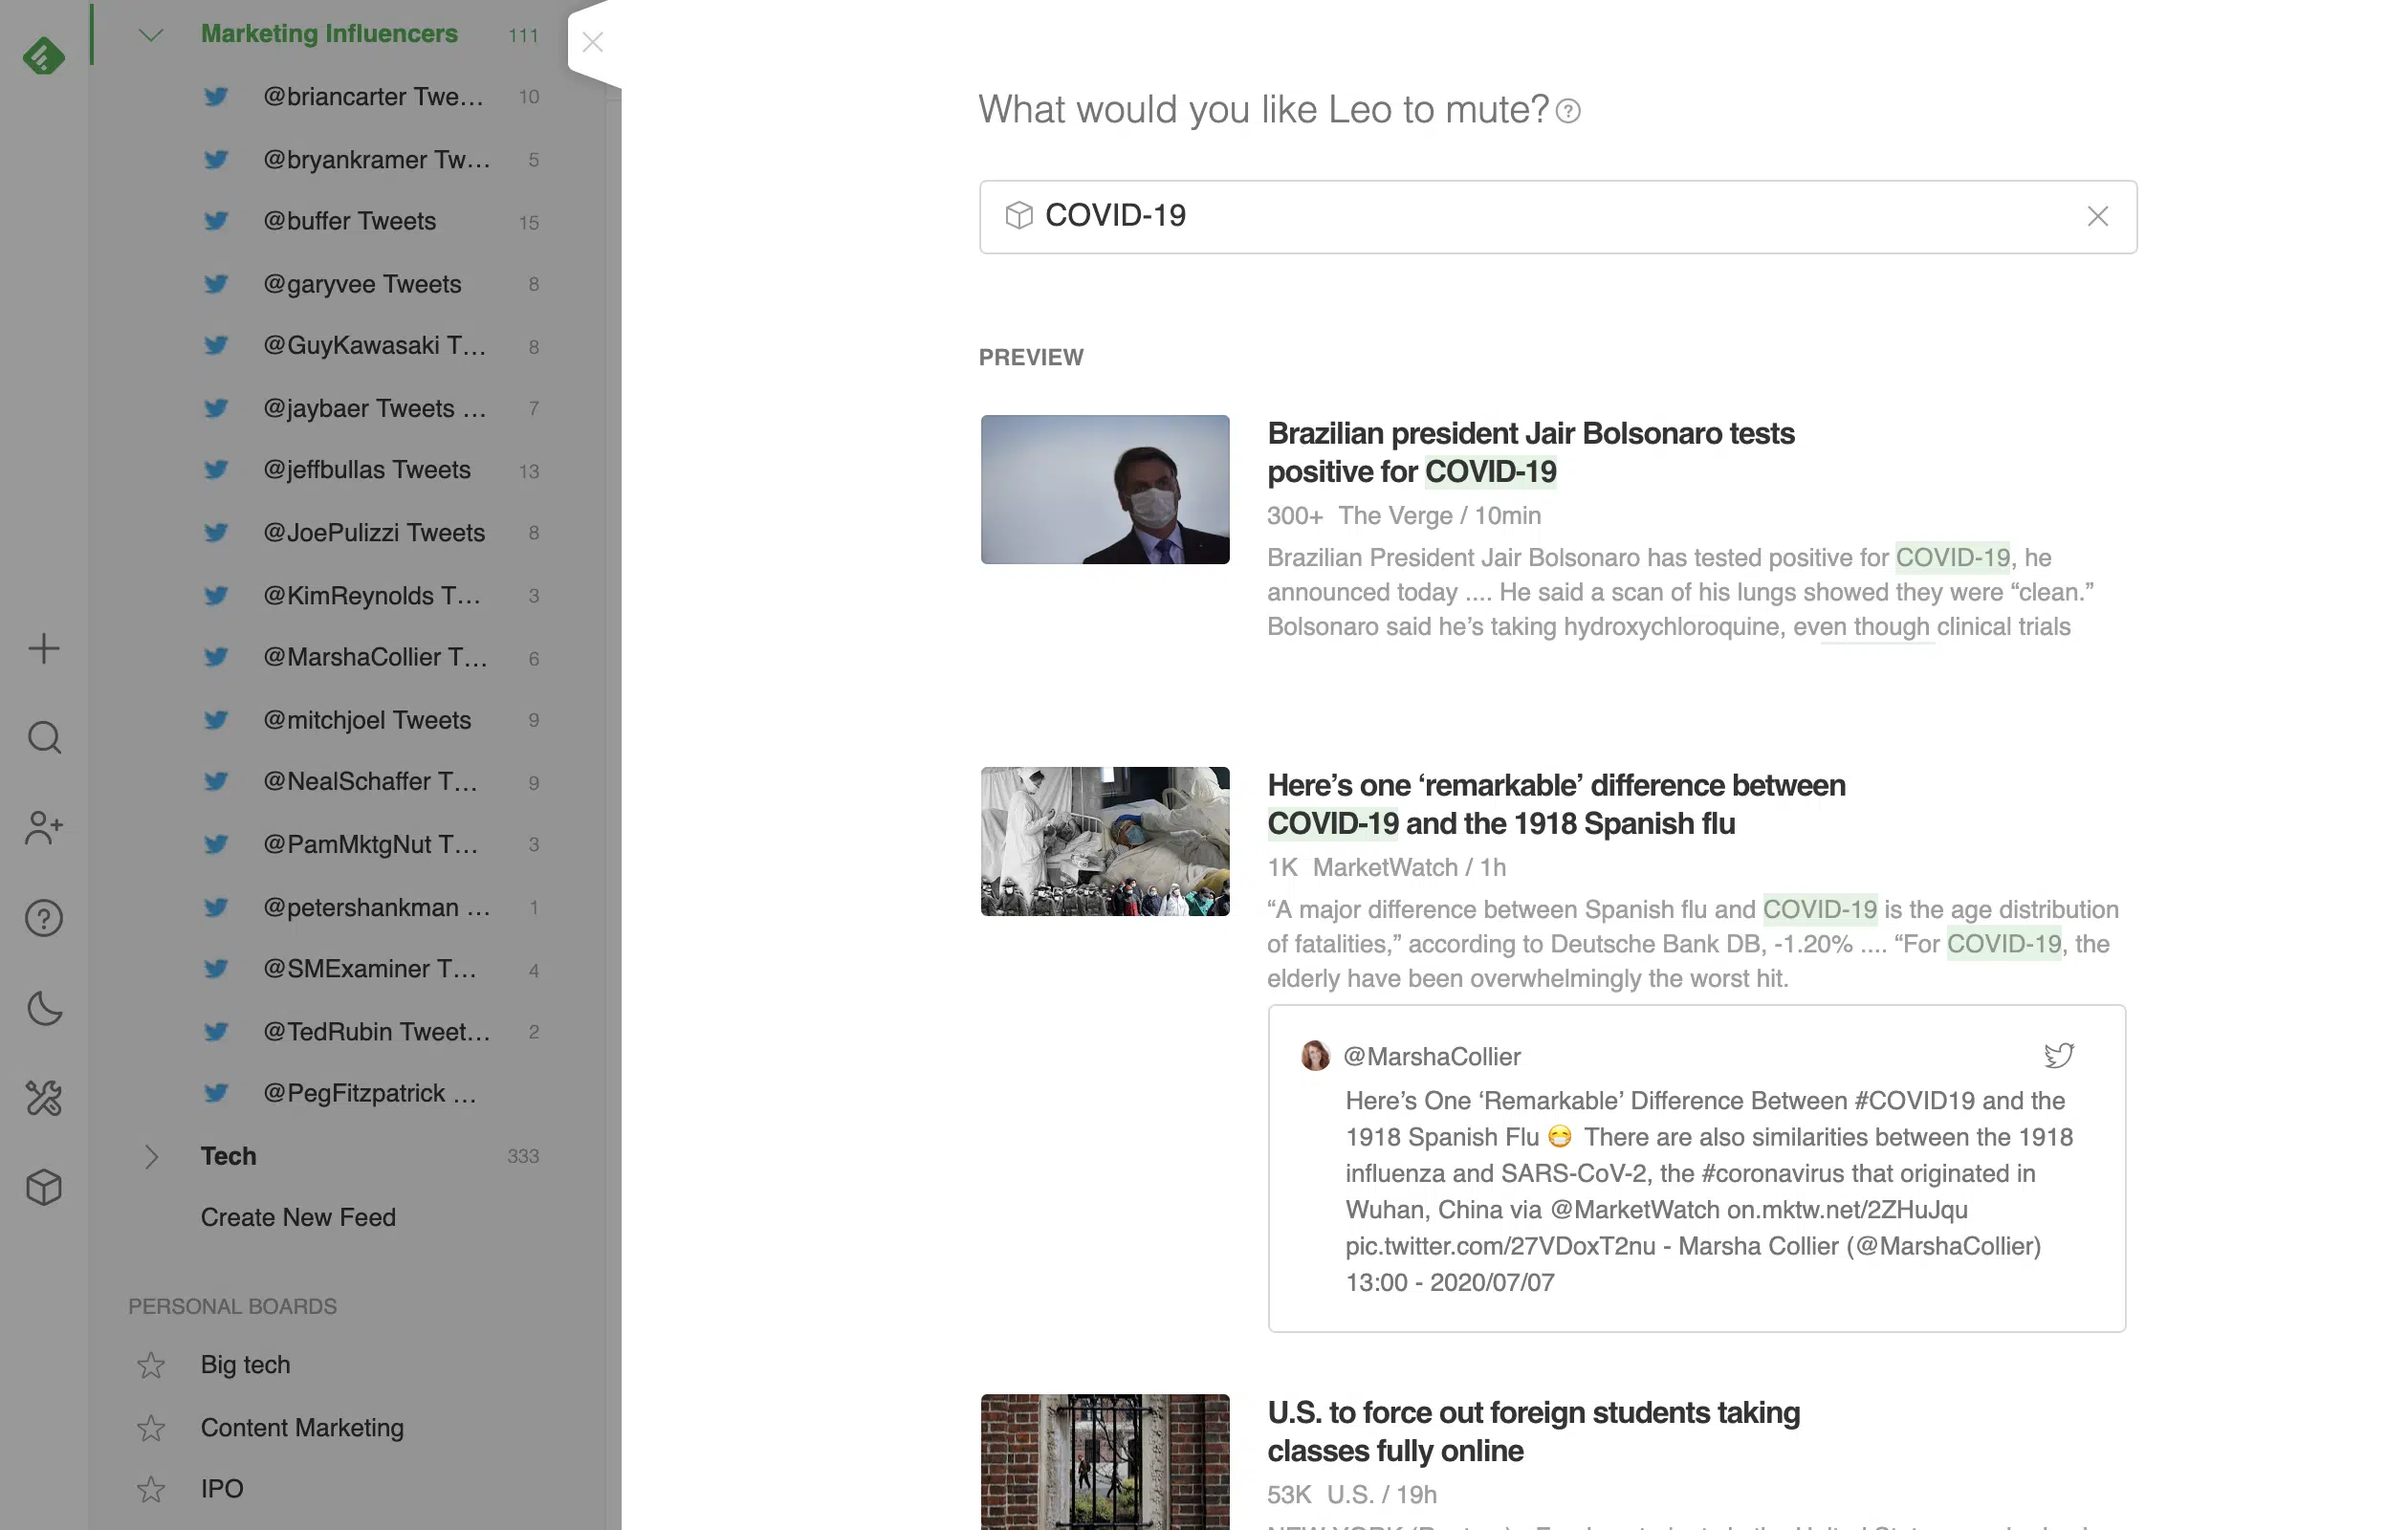 Marketing Influencers 111
@briancarter Twe... 10
@bryankramer Tw... 5
@buffer Tweets 15
@garyvee Tweets 8
@GuyKawasaki T... 8
@jaybaer Tweets ... 7
@jeffbullas Tweets 13
@JoePulizzi Tweets 8
@KimReynolds T... 3
@MarshaCollier T... 6
@mitchjoel Tweets 9
@NealSchaffer T... 9
@PamMktgNut T... 3
@petershankman ... 1
@SMExaminer T... 4
@TedRubin Tweet... 2
@PegFitzpatrick ...
Tech 333
Create New Feed
PERSONAL BOARDS
Big tech
Content Marketing
IPO
What would you like Leo to mute?
COVID-19
PREVIEW
Brazilian president Jair Bolsonaro tests
positive for COVID-19
300+ The Verge / 10min
Brazilian President Jair Bolsonaro has tested positive for COVID-19, he
announced today .... He said a scan of his lungs showed they were “clean.”
Bolsonaro said he’s taking hydroxychloroquine, even though clinical trials
Here’s one ‘remarkable’ difference between
COVID-19 and the 1918 Spanish flu
1K MarketWatch / 1h
“A major difference between Spanish flu and COVID-19 is the age distribution
of fatalities,” according to Deutsche Bank DB, -1.20% .... “For COVID-19, the
elderly have been overwhelmingly the worst hit.
@MarshaCollier
Here’s One ‘Remarkable’ Difference Between #COVID19 and the
1918 Spanish Flu 😷 There are also similarities between the 1918
influenza and SARS-CoV-2, the #coronavirus that originated in
Wuhan, China via @MarketWatch on.mktw.net/2ZHuJqu
pic.twitter.com/27VDoxT2nu - Marsha Collier (@MarshaCollier)
13:00 - 2020/07/07
U.S. to force out foreign students taking
classes fully online
53K U.S. / 19h